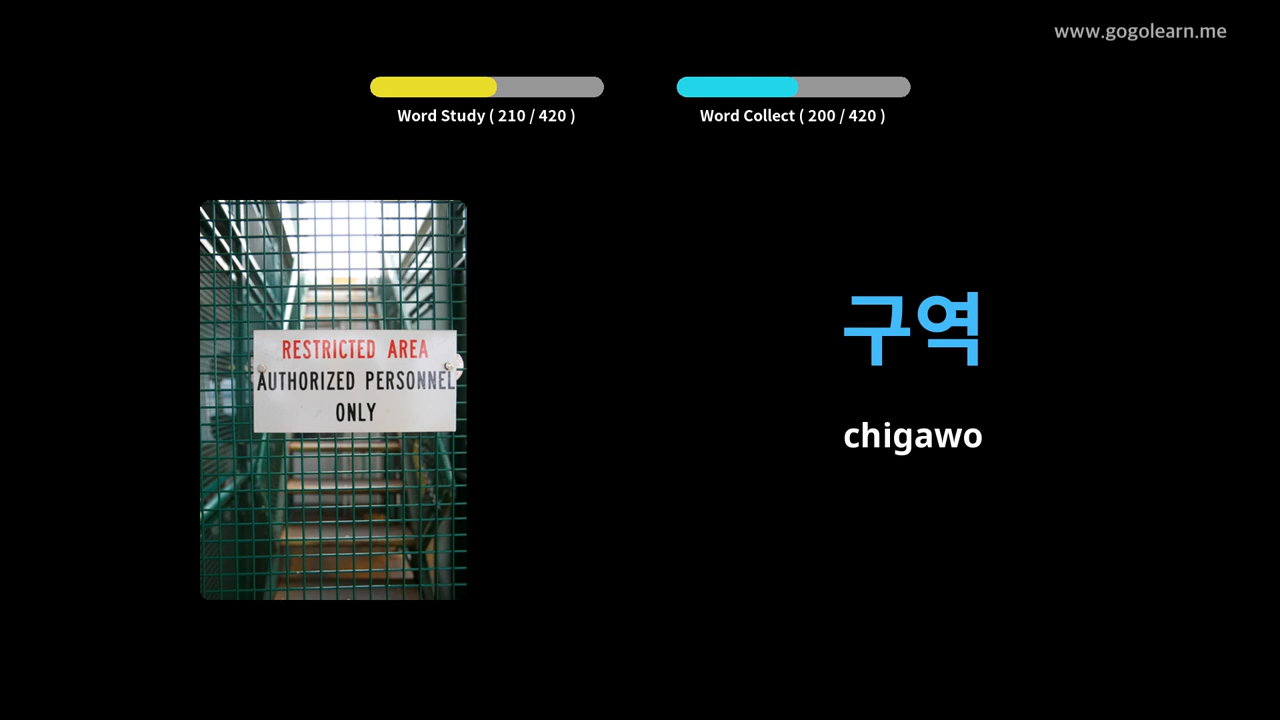 www.gogolearn.me
Word Study ( 210 / 420 )
Word Collect ( 200 / 420 )
RESTRICTED AREA
AUTHORIZED PERSONNEL
ONLY
구역
chigawo